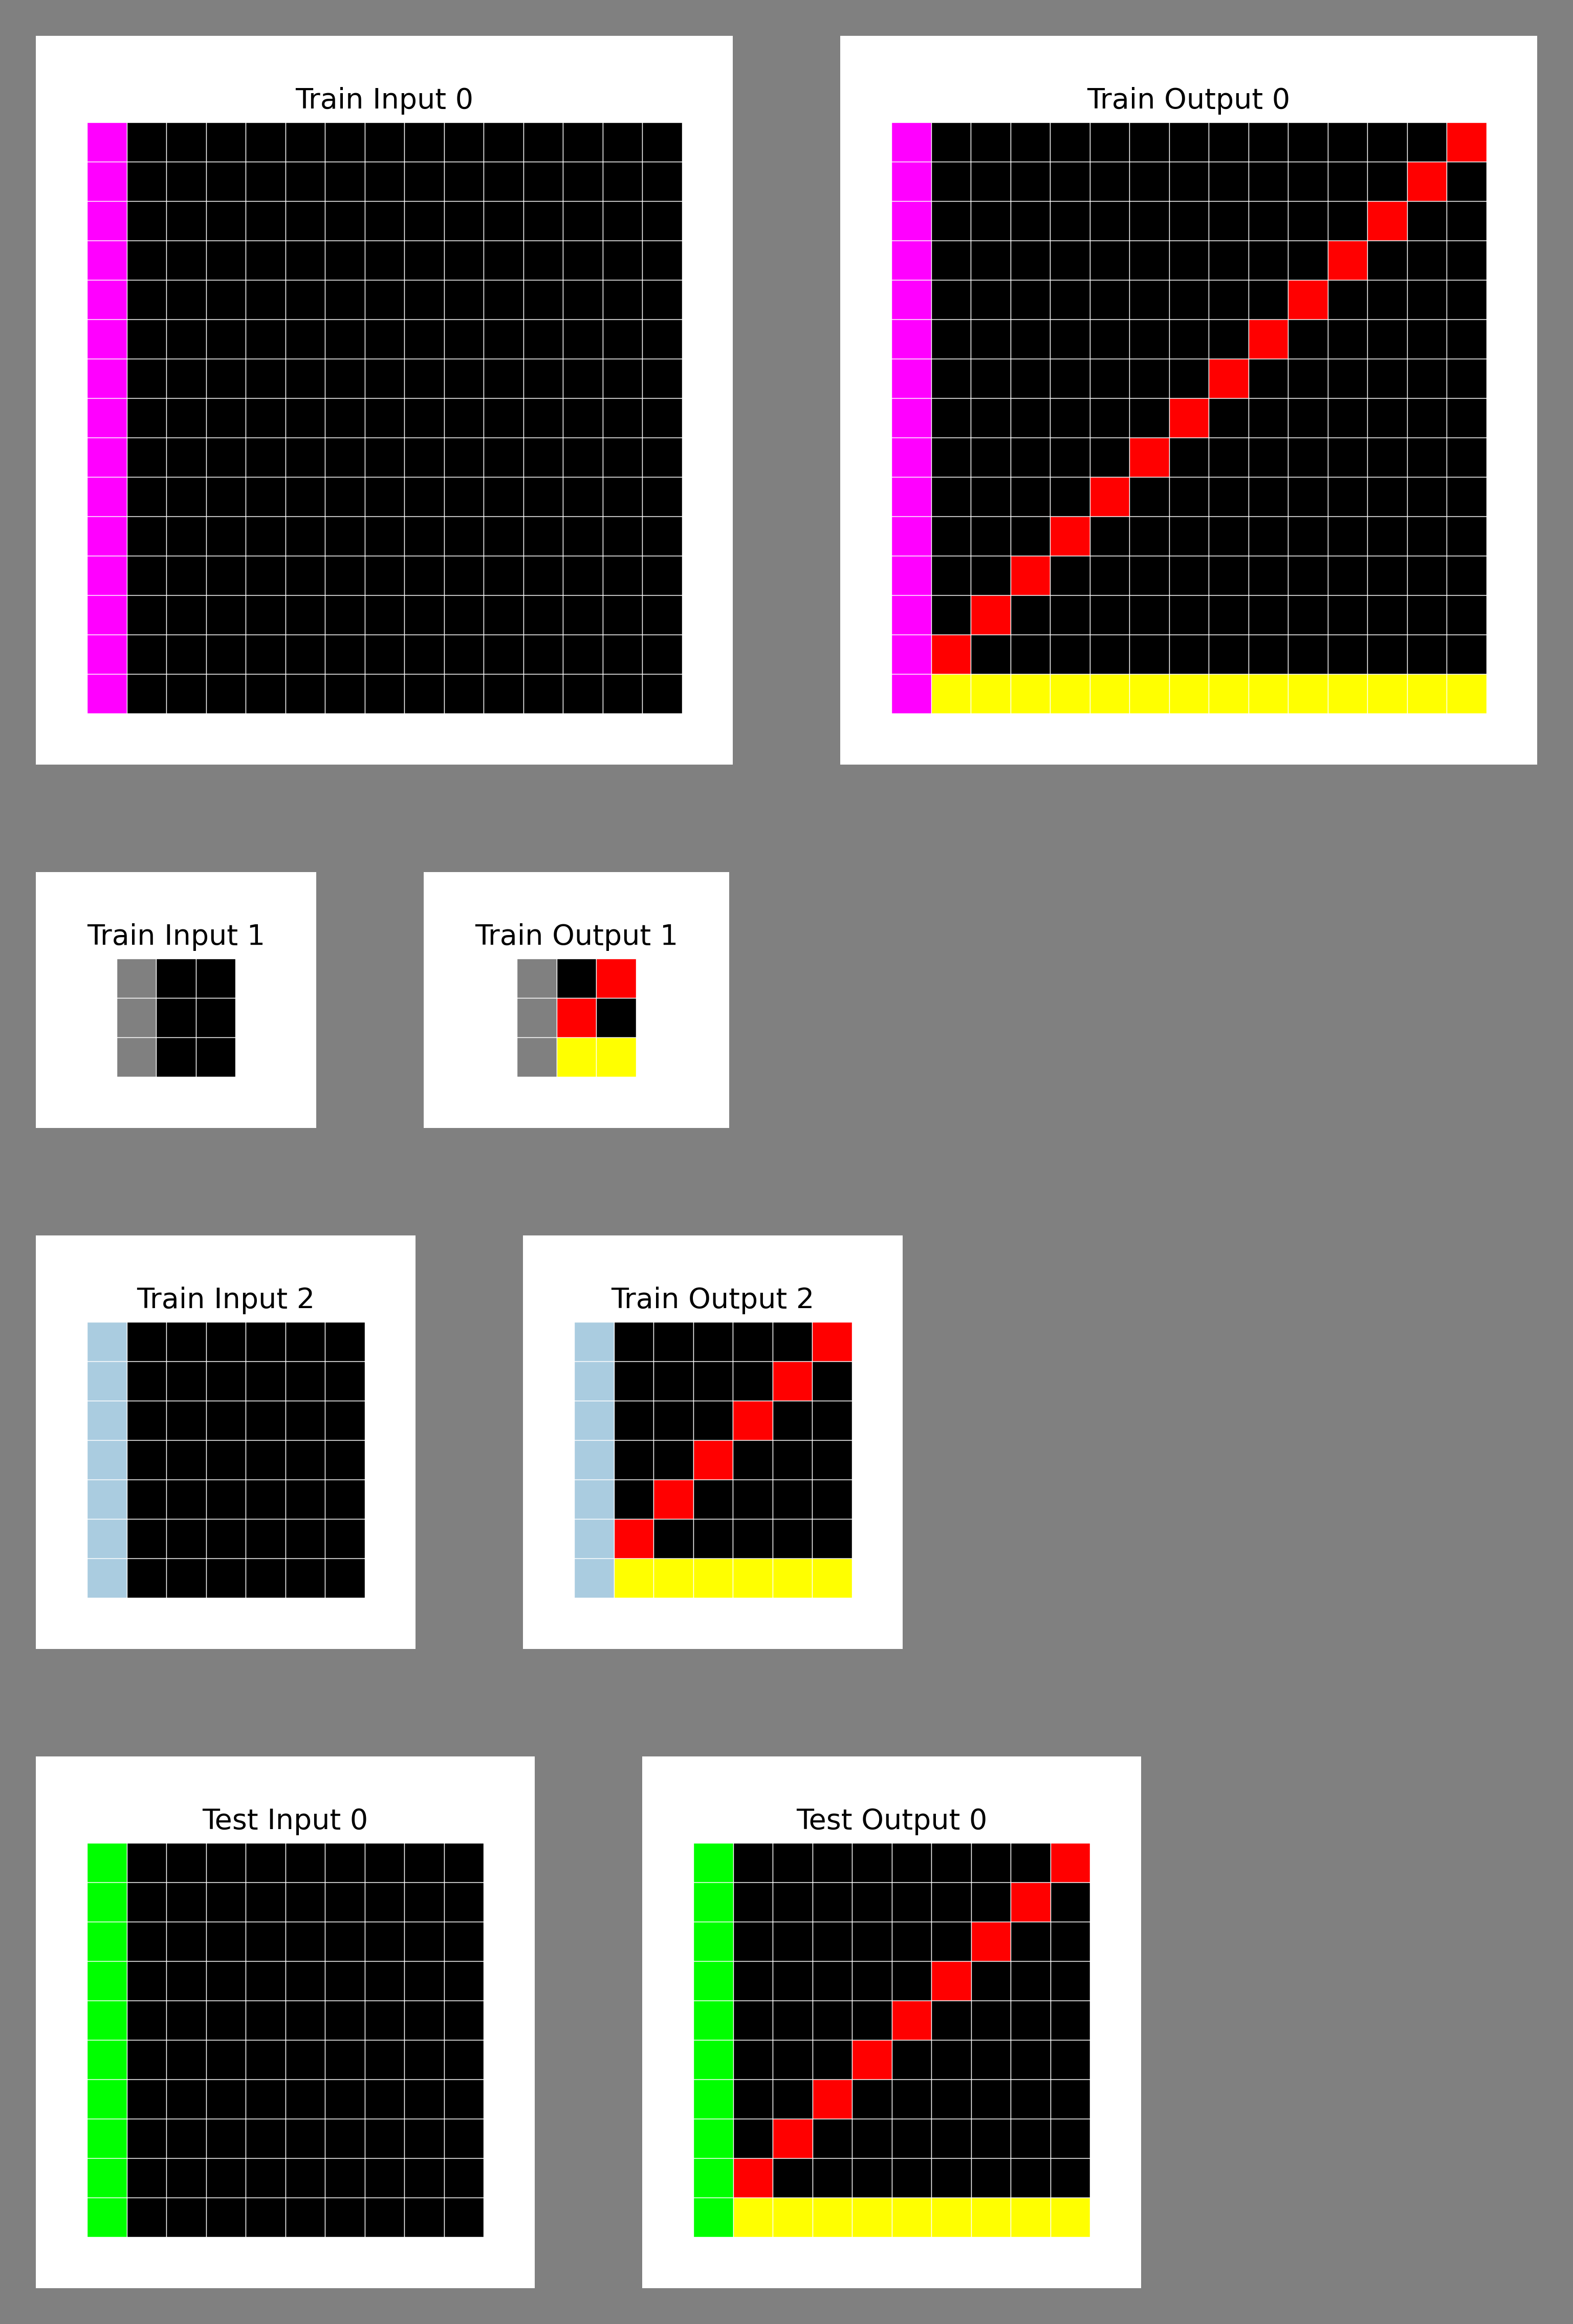 Train Input 0
Train Output 0
Train Input 1
Train Output 1
Train Input 2
Train Output 2
Test Input 0
Test Output 0